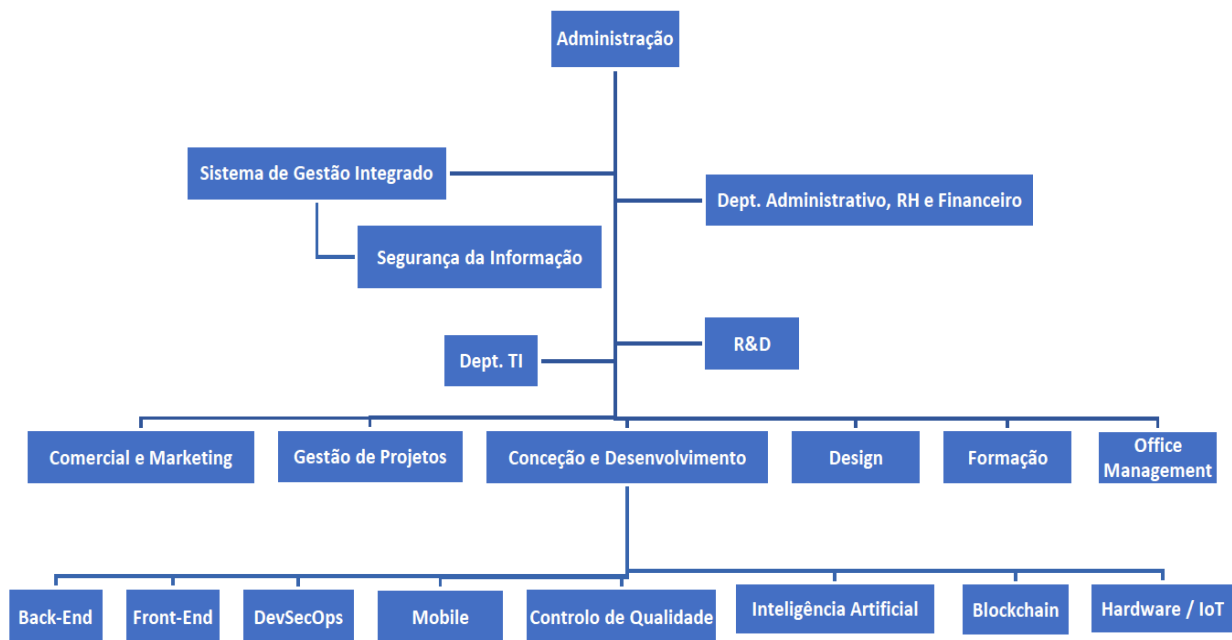 Administração
Sistema de Gestão Integrado
Dept. Administrativo, RH e Financeiro
Segurança da Informação
R&D
Dept. TI
Comercial e Marketing
Gestão de Projetos
Conceção e Desenvolvimento
Design
Formação
Office
Management
Back-End
Front-End
DevSecOps
Mobile
Controlo de Qualidade
Inteligência Artificial
Blockchain
Hardware / IoT